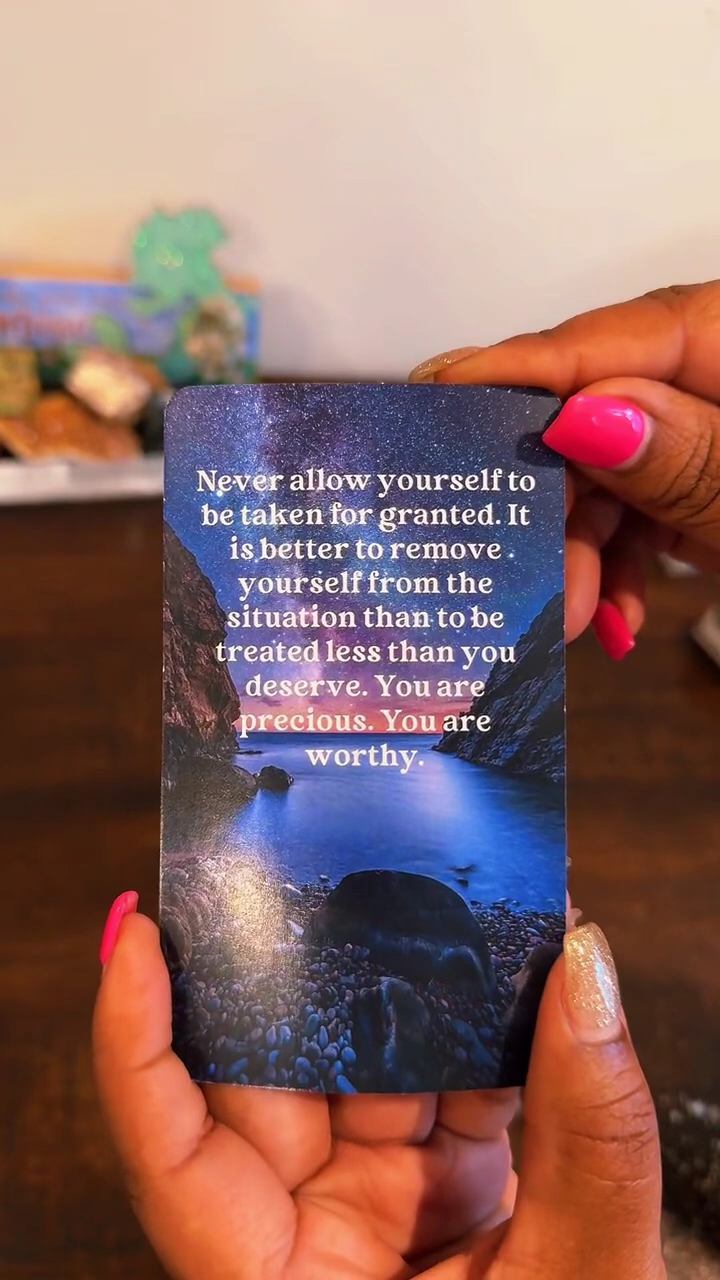 Never allow yourself to
be taken for granted. It
is better to remove
yourself from the
situation than to be
treated less than you
deserve. You are
precious. You are
worthy.